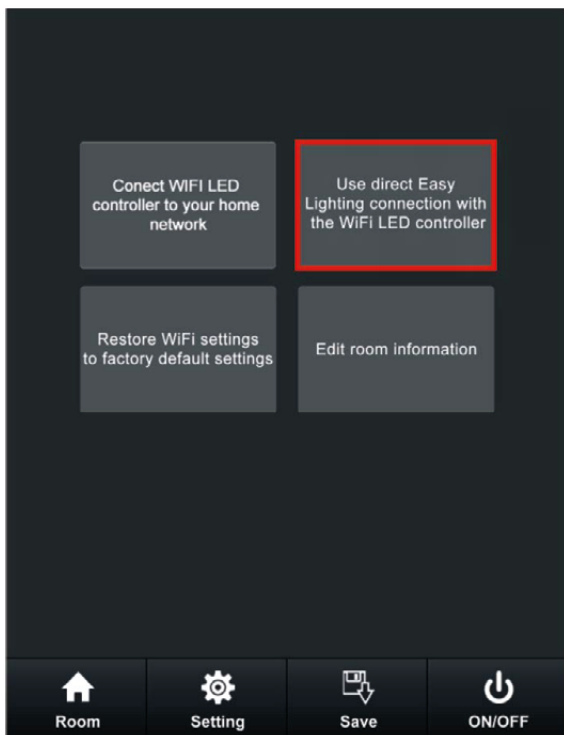 Conect WIFI LED
controller to your home
network
Use direct Easy
Lighting connection with
the WiFi LED controller
Restore WiFi settings
to factory default settings
Edit room information
Room
Setting
Save
ON/OFF